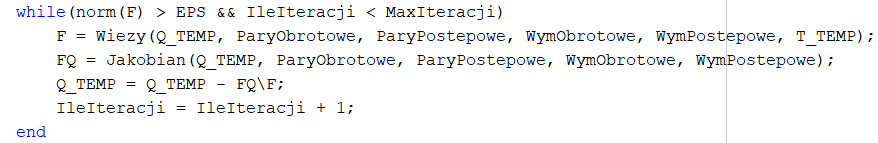 while(norm(F) > EPS && IleIteracji < MaxIteracji)
    F = Wiezy(Q_TEMP, ParyObrotowe, ParyPostepowe, WymObrotowe, WymPostepowe, T_TEMP);
    FQ = Jakobian(Q_TEMP, ParyObrotowe, ParyPostepowe, WymObrotowe, WymPostepowe);
    Q_TEMP = Q_TEMP - FQ\F;
    IleIteracji = IleIteracji + 1;
end